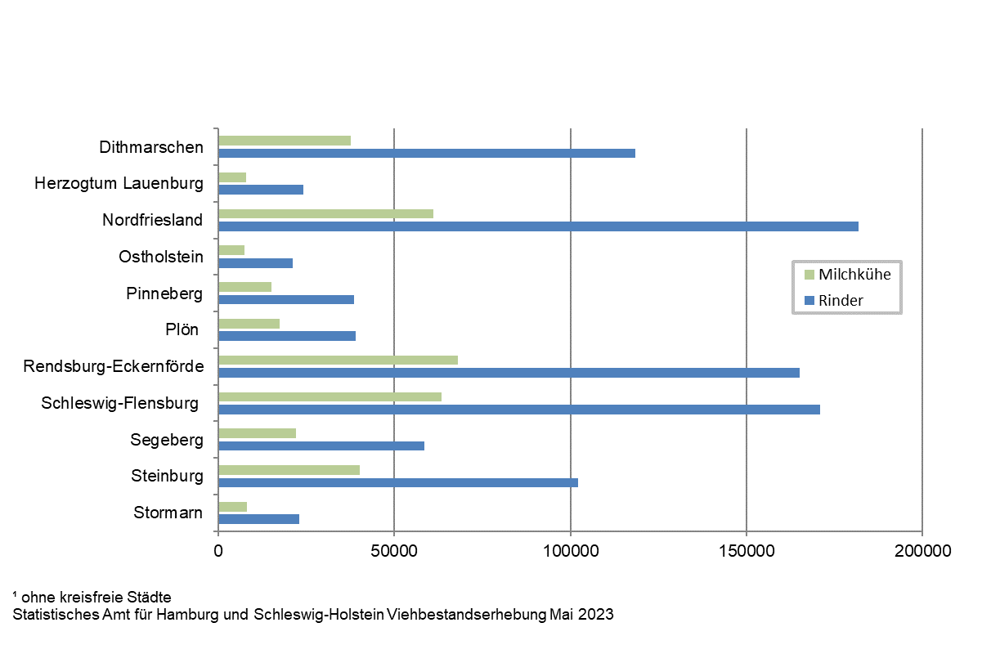 Dithmarschen
Herzogtum Lauenburg
Nordfriesland
Ostholstein
Pinneberg
Plön
Rendsburg-Eckernförde
Schleswig-Flensburg
Segeberg
Steinburg
Stormarn
Milchkühe
Rinder
0 50000 100000 150000 200000
¹ ohne kreisfreie Städte
Statistisches Amt für Hamburg und Schleswig-Holstein Viehbestandserhebung Mai 2023